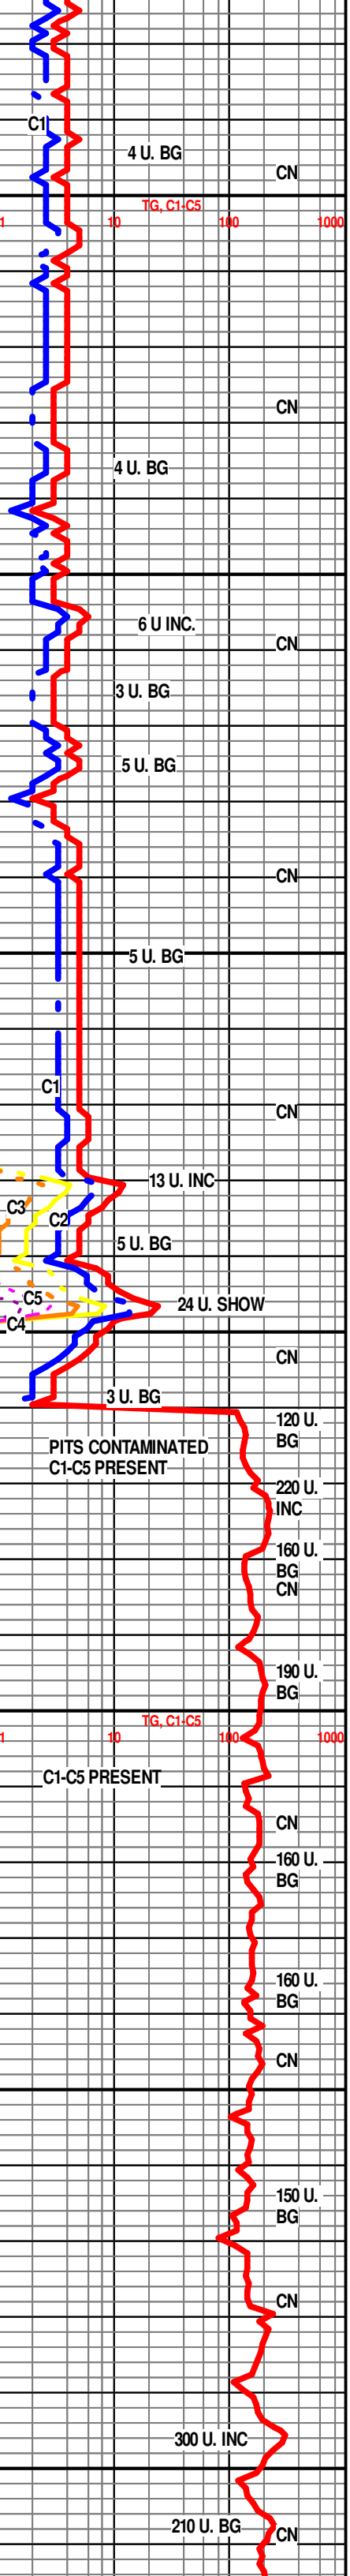 C1
4 U. BG
CN
TG, C1-C5
1 10 100 1000
CN
4 U. BG
6 U INC.
CN
3 U. BG
5 U. BG
CN
5 U. BG
C1
CN
13 U. INC
C3
C2
5 U. BG
C5
24 U. SHOW
C4
CN
3 U. BG
120 U.
BG
PITS CONTAMINATED
C1-C5 PRESENT
220 U.
INC
160 U.
BG
CN
190 U.
BG
TG, C1-C5
1 10 100 1000
C1-C5 PRESENT
CN
160 U.
BG
160 U.
BG
CN
150 U.
BG
CN
300 U. INC
210 U. BG
CN